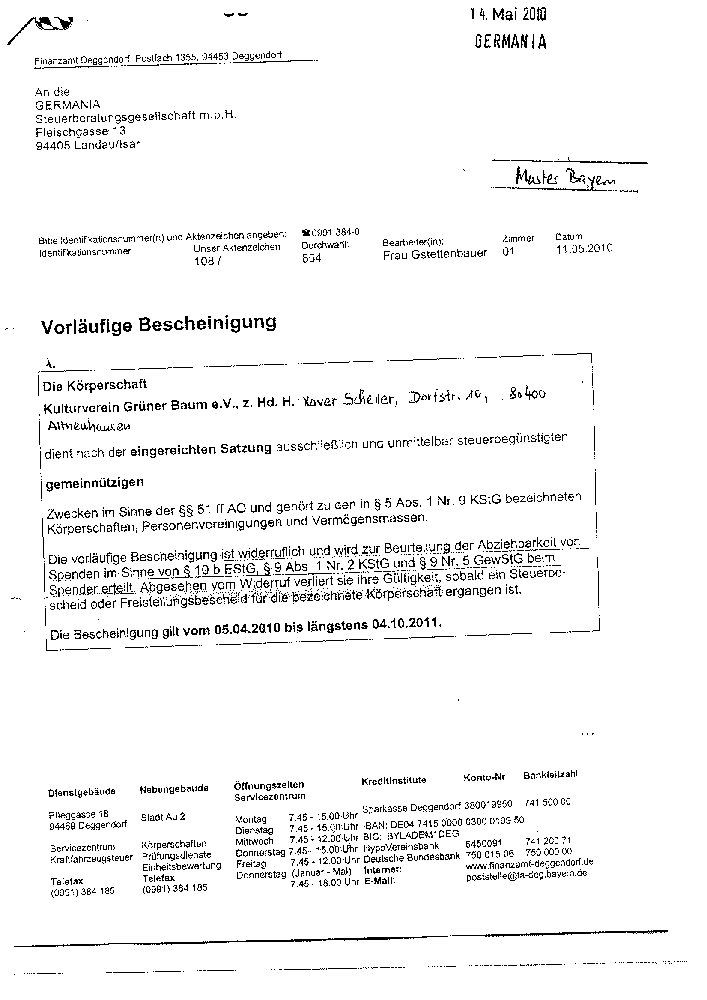 14. Mai 2010
GERMANIA
Finanzamt Deggendorf, Postfach 1355, 94453 Deggendorf
An die
GERMANIA
Steuerberatungsgesellschaft m.b.H.
Fleischgasse 13
94405 Landau/Isar
Muster Bayern
Bitte Identifikationsnummer(n) und Aktenzeichen angeben: ☎0991 384-0
Identifikationsnummer Unser Aktenzeichen Durchwahl: Bearbeiter(in): Zimmer Datum
108 / 854 Frau Gstettenbauer 01 11.05.2010
Vorläufige Bescheinigung
1.
Die Körperschaft
Kulturverein Grüner Baum e.V., z. Hd. H. Xaver Scheller, Dorfstr. 10, 80400
Altneuhausen
dient nach der eingereichten Satzung ausschließlich und unmittelbar steuerbegünstigten
gemeinnützigen
Zwecken im Sinne der §§ 51 ff AO und gehört zu den in § 5 Abs. 1 Nr. 9 KStG bezeichneten
Körperschaften, Personenvereinigungen und Vermögensmassen.
Die vorläufige Bescheinigung ist widerruflich und wird zur Beurteilung der Abziehbarkeit von
Spenden im Sinne von § 10 b EStG, § 9 Abs. 1 Nr. 2 KStG und § 9 Nr. 5 GewStG beim
Spender erteilt. Abgesehen vom Widerruf verliert sie ihre Gültigkeit, sobald ein Steuerbe-
scheid oder Freistellungsbescheid für die bezeichnete Körperschaft ergangen ist.
Die Bescheinigung gilt vom 05.04.2010 bis längstens 04.10.2011.
...
Dienstgebäude Nebengebäude Öffnungszeiten Kreditinstitute Konto-Nr. Bankleitzahl
Servicezentrum
Pfleggasse 18 Stadt Au 2 Montag 7.45 - 15.00 Uhr Sparkasse Deggendorf 380019950 741 500 00
94469 Deggendorf Dienstag 7.45 - 15.00 Uhr IBAN: DE04 7415 0000 0380 0199 50
Mittwoch 7.45 - 12.00 Uhr BIC: BYLADEM1DEG
Servicezentrum Körperschaften Donnerstag 7.45 - 15.00 Uhr HypoVereinsbank 6450091 741 200 71
Kraftfahrzeugsteuer Prüfungsdienste Freitag 7.45 - 12.00 Uhr Deutsche Bundesbank 750 015 06 750 000 00
Einheitsbewertung Donnerstag (Januar - Mai) Internet: www.finanzamt-deggendorf.de
Telefax Telefax 7.45 - 18.00 Uhr E-Mail: poststelle@fa-deg.bayern.de
(0991) 384 185 (0991) 384 185